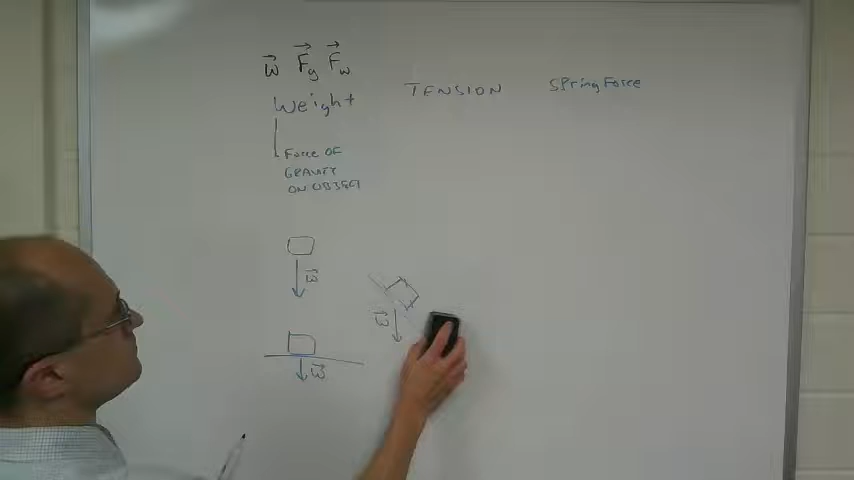 w⃗ F⃗g F⃗w
Weight
TENSION
Spring Force
Force OF
GRAVITY
ON OBJECT
w⃗
w⃗
w⃗